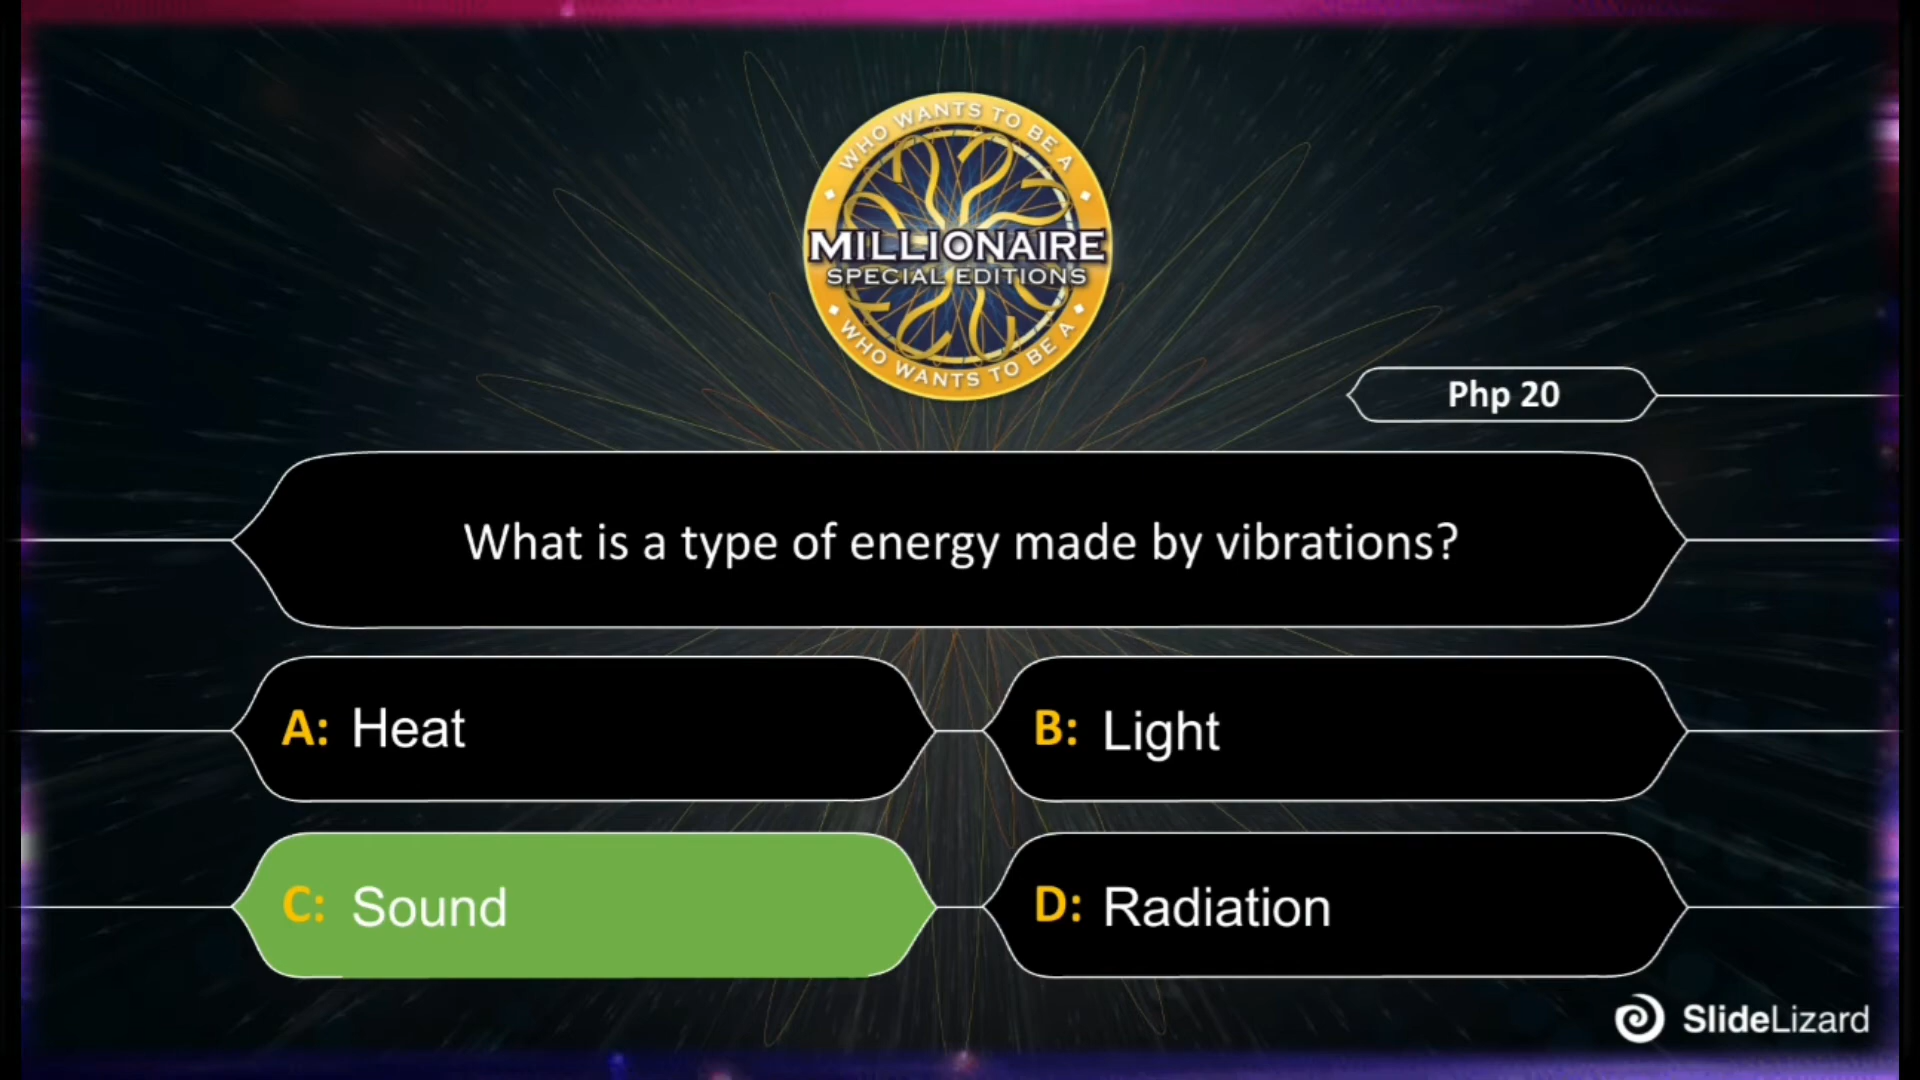 WHO WANTS TO BE A
MILLIONAIRE
SPECIAL EDITIONS
WHO WANTS TO BE A
Php 20
What is a type of energy made by vibrations?
A: Heat
B: Light
C: Sound
D: Radiation
SlideLizard